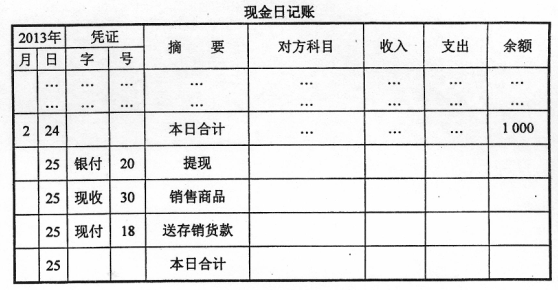 现金日记账
2013年 凭证 摘 要 对方科目 收入 支出 余额
月 日 字 号
… … … … … … … …
… … … … … … … …
2 24 本日合计 … … … 1 000
25 银付 20 提现
25 现收 30 销售商品
25 现付 18 送存销货款
25 本日合计